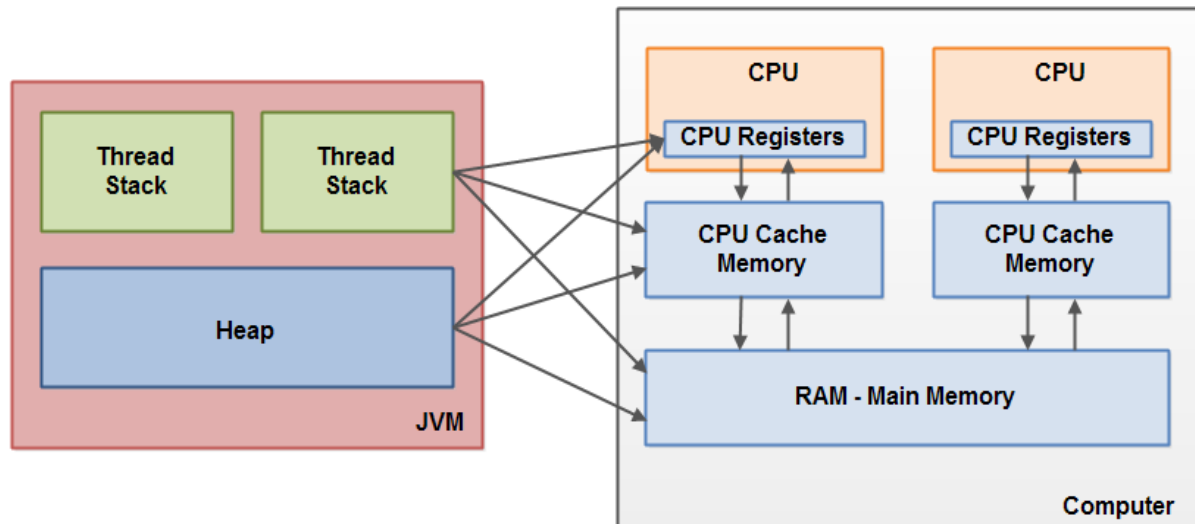 Thread
Stack
Thread
Stack
Heap
JVM
CPU
CPU Registers
CPU Cache
Memory
CPU
CPU Registers
CPU Cache
Memory
RAM - Main Memory
Computer